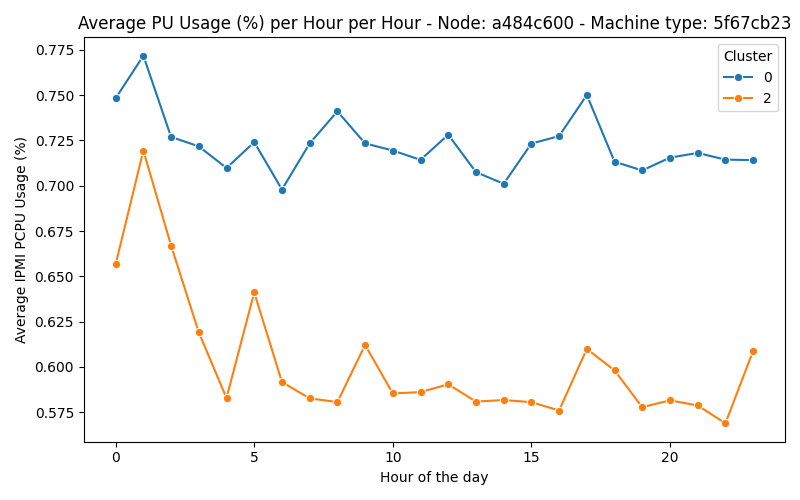 Average PU Usage (%) per Hour per Hour - Node: a484c600 - Machine type: 5f67cb23
Cluster
0
2
Average IPMI PCPU Usage (%)
0.775
0.750
0.725
0.700
0.675
0.650
0.625
0.600
0.575
0 5 10 15 20
Hour of the day